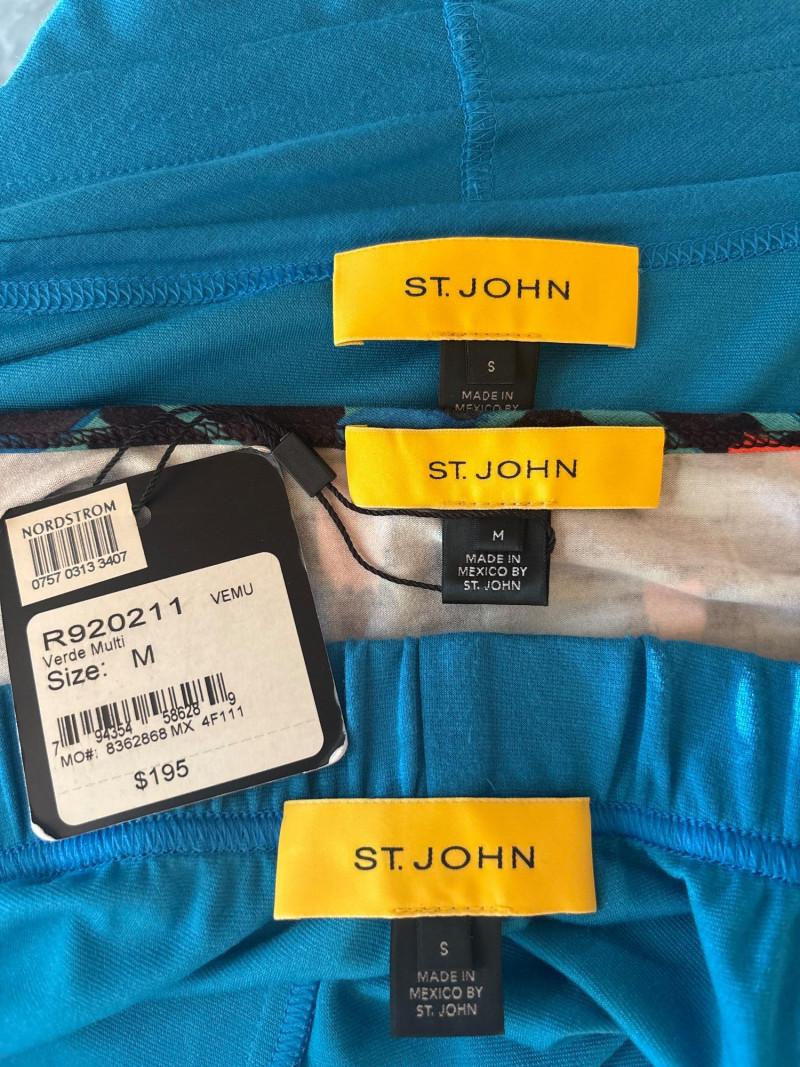 ST. JOHN
S
MADE IN
MEXICO BY
ST. JOHN
M
MADE IN
MEXICO BY
ST. JOHN
NORDSTROM
0757 0313 3407
R920211 VEMU
Verde Multi
Size: M
7 94354 58628 9
MO#: 8362868 MX 4F111
$195
ST. JOHN
S
MADE IN
MEXICO BY
ST. JOHN